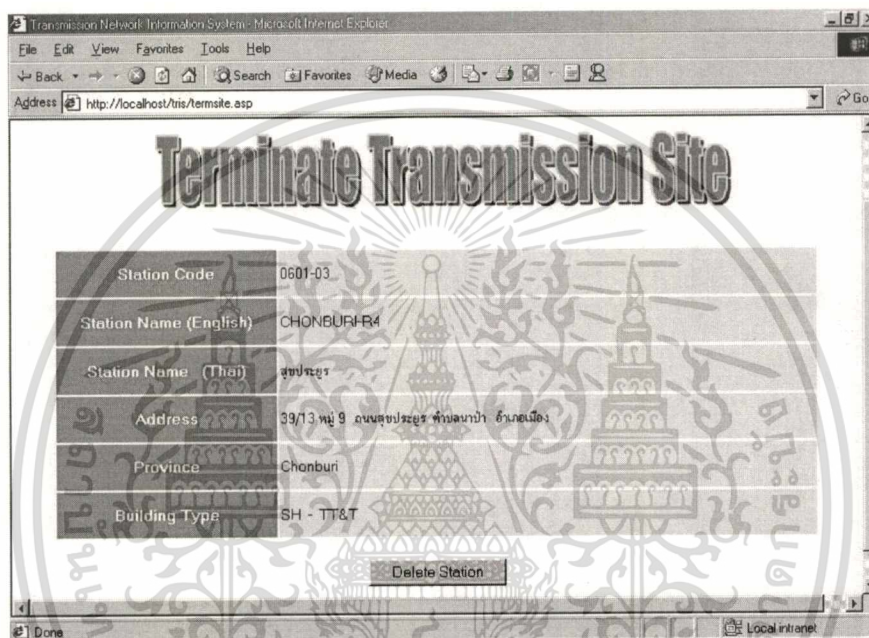 Transmission Network Information System - Microsoft Internet Explorer
File Edit View Favorites Tools Help
Back Search Favorites Media
Address http://localhost/tris/termsite.asp Go
Terminate Transmission Site
Station Code 0601-03
Station Name (English) CHONBURI-R4
Station Name (Thai) สุขประยูร
Address 39/13 หมู่ 9 ถนนสุขประยูร ตำบลนาป่า อำเภอเมือง
Province Chonburi
Building Type SH - TT&T
Delete Station
Done Local intranet